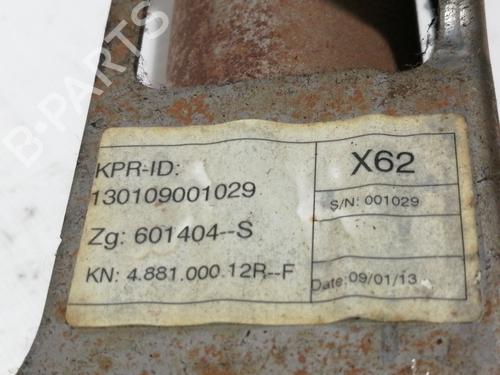 B-PARTS
KPR-ID:
130109001029
Zg: 601404--S
KN: 4.881.000.12R--F
X62
S/N: 001029
Date: 09/01/13